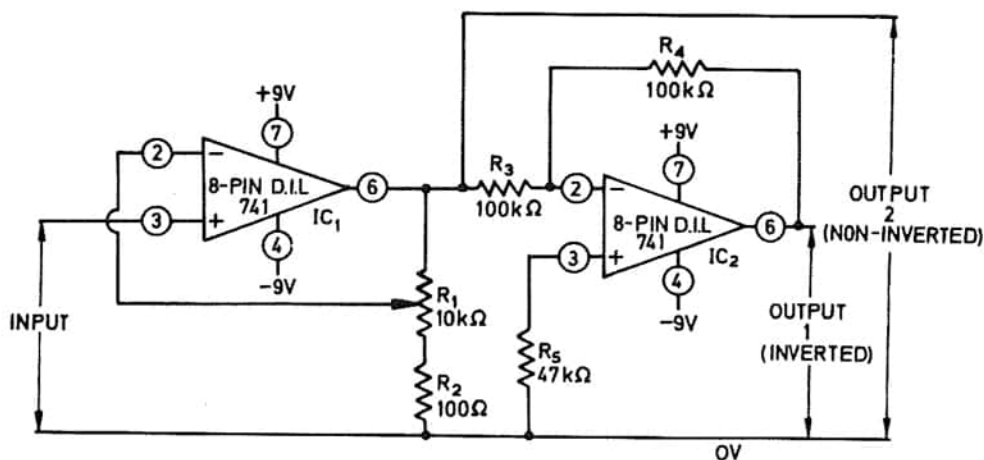 +9V
7
2
-
8-PIN D.I.L
741
6
3
+
IC1
4
-9V
INPUT
R1
10kΩ
R2
100Ω
R3
100kΩ
R4
100kΩ
+9V
7
2
-
8-PIN D.I.L
741
6
3
+
IC2
4
-9V
R5
47kΩ
OUTPUT
2
(NON-INVERTED)
OUTPUT
1
(INVERTED)
0V